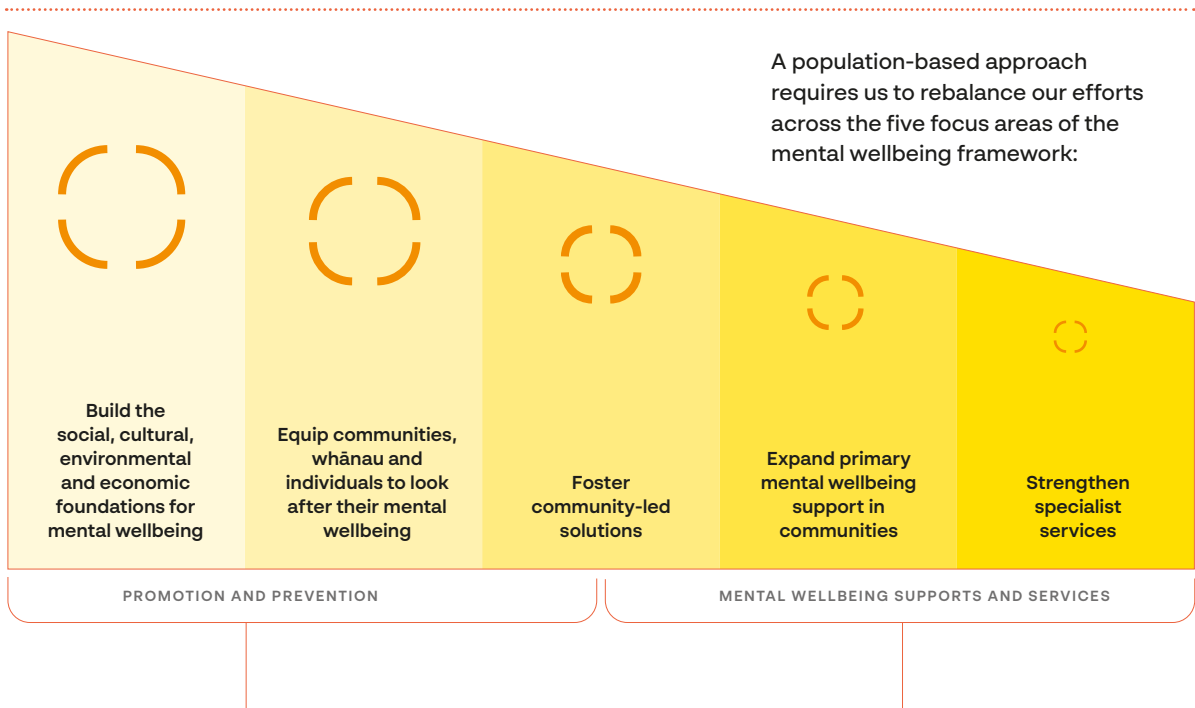 A population-based approach
requires us to rebalance our efforts
across the five focus areas of the
mental wellbeing framework:
Build the
social, cultural,
environmental
and economic
foundations for
mental wellbeing
Equip communities,
whānau and
individuals to look
after their mental
wellbeing
Foster
community-led
solutions
Expand primary
mental wellbeing
support in
communities
Strengthen
specialist
services
PROMOTION AND PREVENTION
MENTAL WELLBEING SUPPORTS AND SERVICES